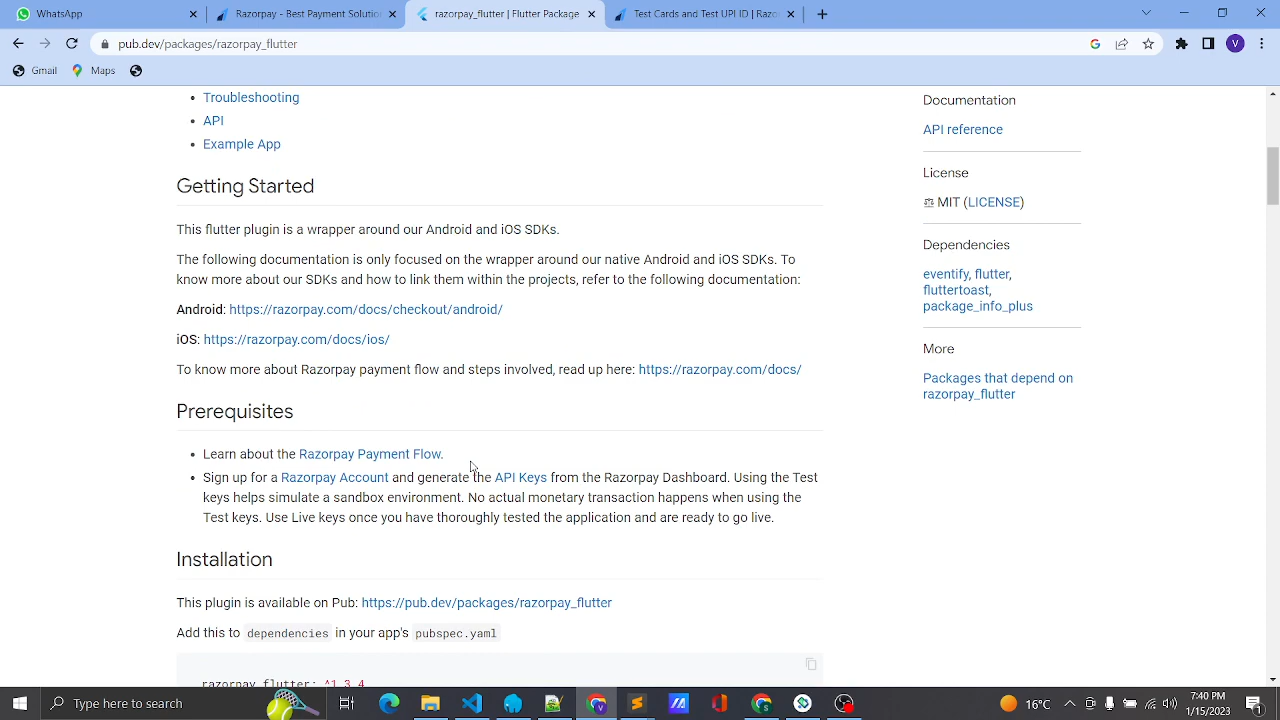 WhatsApp
Razorpay - Best Payment Solution
razorpay_flutter | Flutter Package
Test Cards and Test UPI ID | Razo
pub.dev/packages/razorpay_flutter
V
Gmail
Maps
Troubleshooting
API
Example App
Getting Started
This flutter plugin is a wrapper around our Android and iOS SDKs.
The following documentation is only focused on the wrapper around our native Android and iOS SDKs. To
know more about our SDKs and how to link them within the projects, refer to the following documentation:
Android: https://razorpay.com/docs/checkout/android/
iOS: https://razorpay.com/docs/ios/
To know more about Razorpay payment flow and steps involved, read up here: https://razorpay.com/docs/
Prerequisites
Learn about the Razorpay Payment Flow.
Sign up for a Razorpay Account and generate the API Keys from the Razorpay Dashboard. Using the Test
keys helps simulate a sandbox environment. No actual monetary transaction happens when using the
Test keys. Use Live keys once you have thoroughly tested the application and are ready to go live.
Installation
This plugin is available on Pub: https://pub.dev/packages/razorpay_flutter
Add this to dependencies in your app's pubspec.yaml
razorpay_flutter: ^1.3.4
Documentation
API reference
License
MIT (LICENSE)
Dependencies
eventify, flutter,
fluttertoast,
package_info_plus
More
Packages that depend on
razorpay_flutter
Type here to search
16°C
7:40 PM
1/15/2023